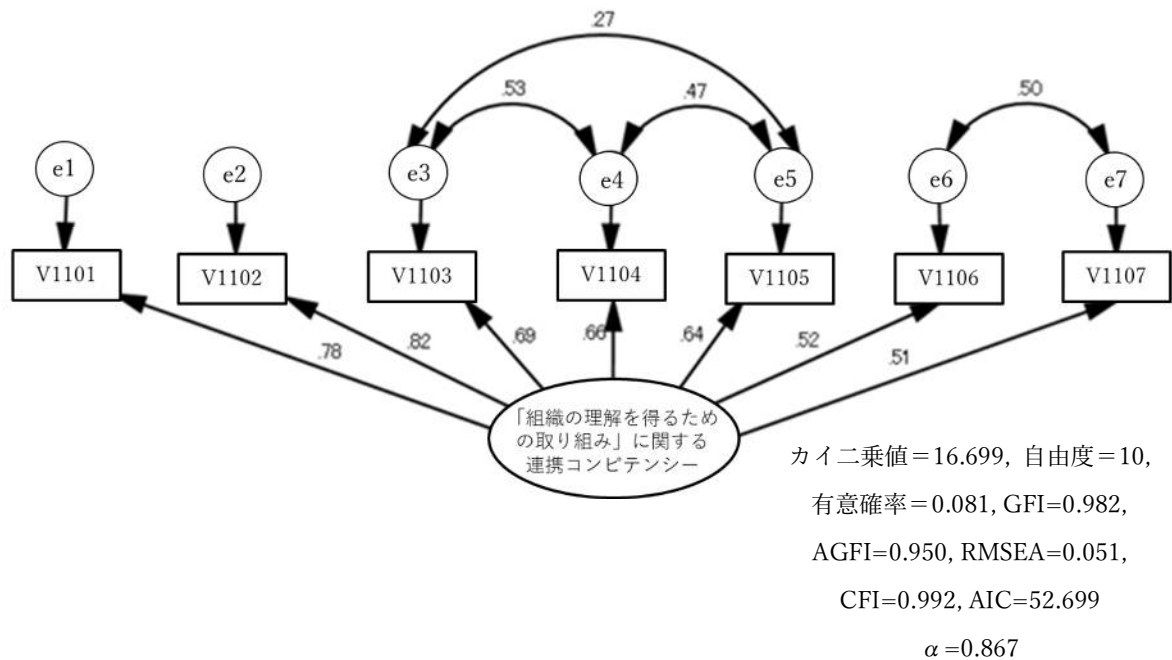 .27
.53
.47
.50
e1
e2
e3
e4
e5
e6
e7
V1101
V1102
V1103
V1104
V1105
V1106
V1107
.78
.82
.69
.66
.64
.52
.51
「組織の理解を得るため
の取り組み」に関する
連携コンピテンシー
カイ二乗値＝16.699, 自由度＝10,
有意確率＝0.081, GFI=0.982,
AGFI=0.950, RMSEA=0.051,
CFI=0.992, AIC=52.699
α=0.867